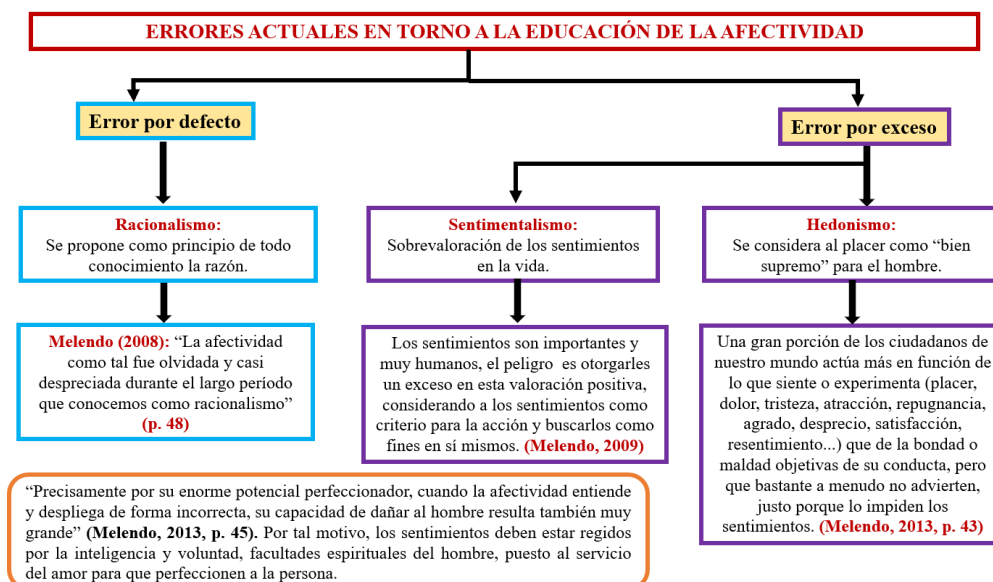 ERRORES ACTUALES EN TORNO A LA EDUCACIÓN DE LA AFECTIVIDAD
Error por defecto
Error por exceso
Racionalismo:
Se propone como principio de todo
conocimiento la razón.
Sentimentalismo:
Sobrevaloración de los sentimientos
en la vida.
Hedonismo:
Se considera al placer como “bien
supremo” para el hombre.
Melendo (2008): “La afectividad
como tal fue olvidada y casi
despreciada durante el largo período
que conocemos como racionalismo”
(p. 48)
Los sentimientos son importantes y
muy humanos, el peligro es otorgarles
un exceso en esta valoración positiva,
considerando a los sentimientos como
criterio para la acción y buscarlos como
fines en sí mismos. (Melendo, 2009)
Una gran porción de los ciudadanos de
nuestro mundo actúa más en función de
lo que siente o experimenta (placer,
dolor, tristeza, atracción, repugnancia,
agrado, desprecio, satisfacción,
resentimiento...) que de la bondad o
maldad objetivas de su conducta, pero
que bastante a menudo no advierten,
justo porque lo impiden los
sentimientos. (Melendo, 2013, p. 43)
“Precisamente por su enorme potencial perfeccionador, cuando la afectividad entiende
y despliega de forma incorrecta, su capacidad de dañar al hombre resulta también muy
grande” (Melendo, 2013, p. 45). Por tal motivo, los sentimientos deben estar regidos
por la inteligencia y voluntad, facultades espirituales del hombre, puesto al servicio
del amor para que perfeccionen a la persona.